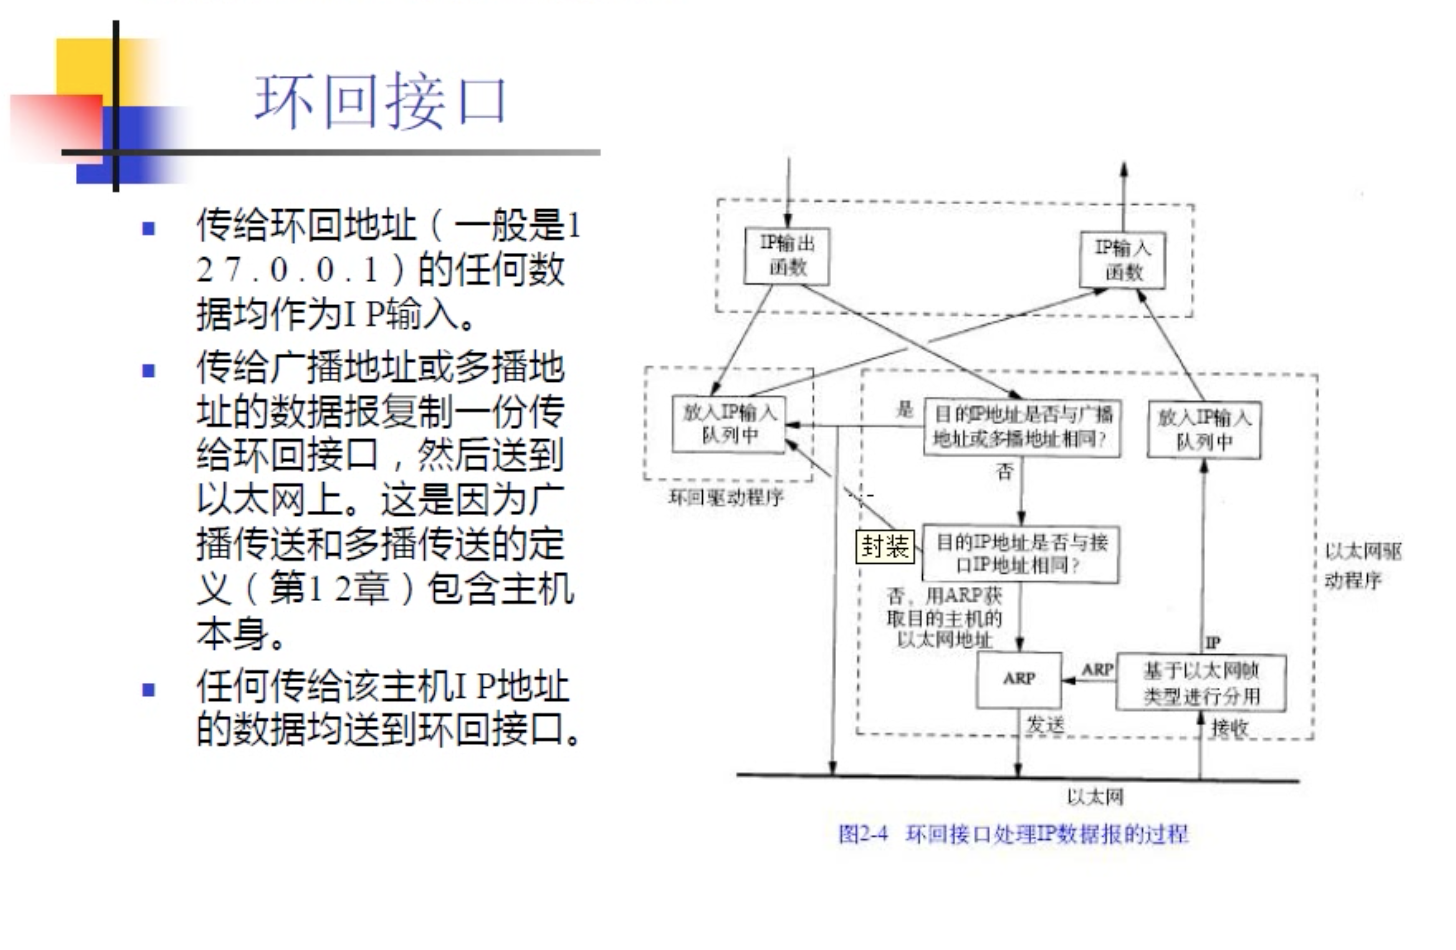 环回接口
传给环回地址（一般是1
27.0.0.1）的任何数
据均作为I P输入。
传给广播地址或多播地
址的数据报复制一份传
给环回接口，然后送到
以太网上。这是因为广
播传送和多播传送的定
义（第1 2章）包含主机
本身。
任何传给该主机I P地址
的数据均送到环回接口。
IP输出
函数
IP输入
函数
放入IP输入
队列中
环回驱动程序
是
目的IP地址是否与广播
地址或多播地址相同？
否
放入IP输入
队列中
封装
目的IP地址是否与接
口IP地址相同？
否，用ARP获
取目的主机的
以太网地址
以太网驱
动程序
ARP
ARP
IP
基于以太网帧
类型进行分用
发送
接收
以太网
图2-4 环回接口处理IP数据报的过程